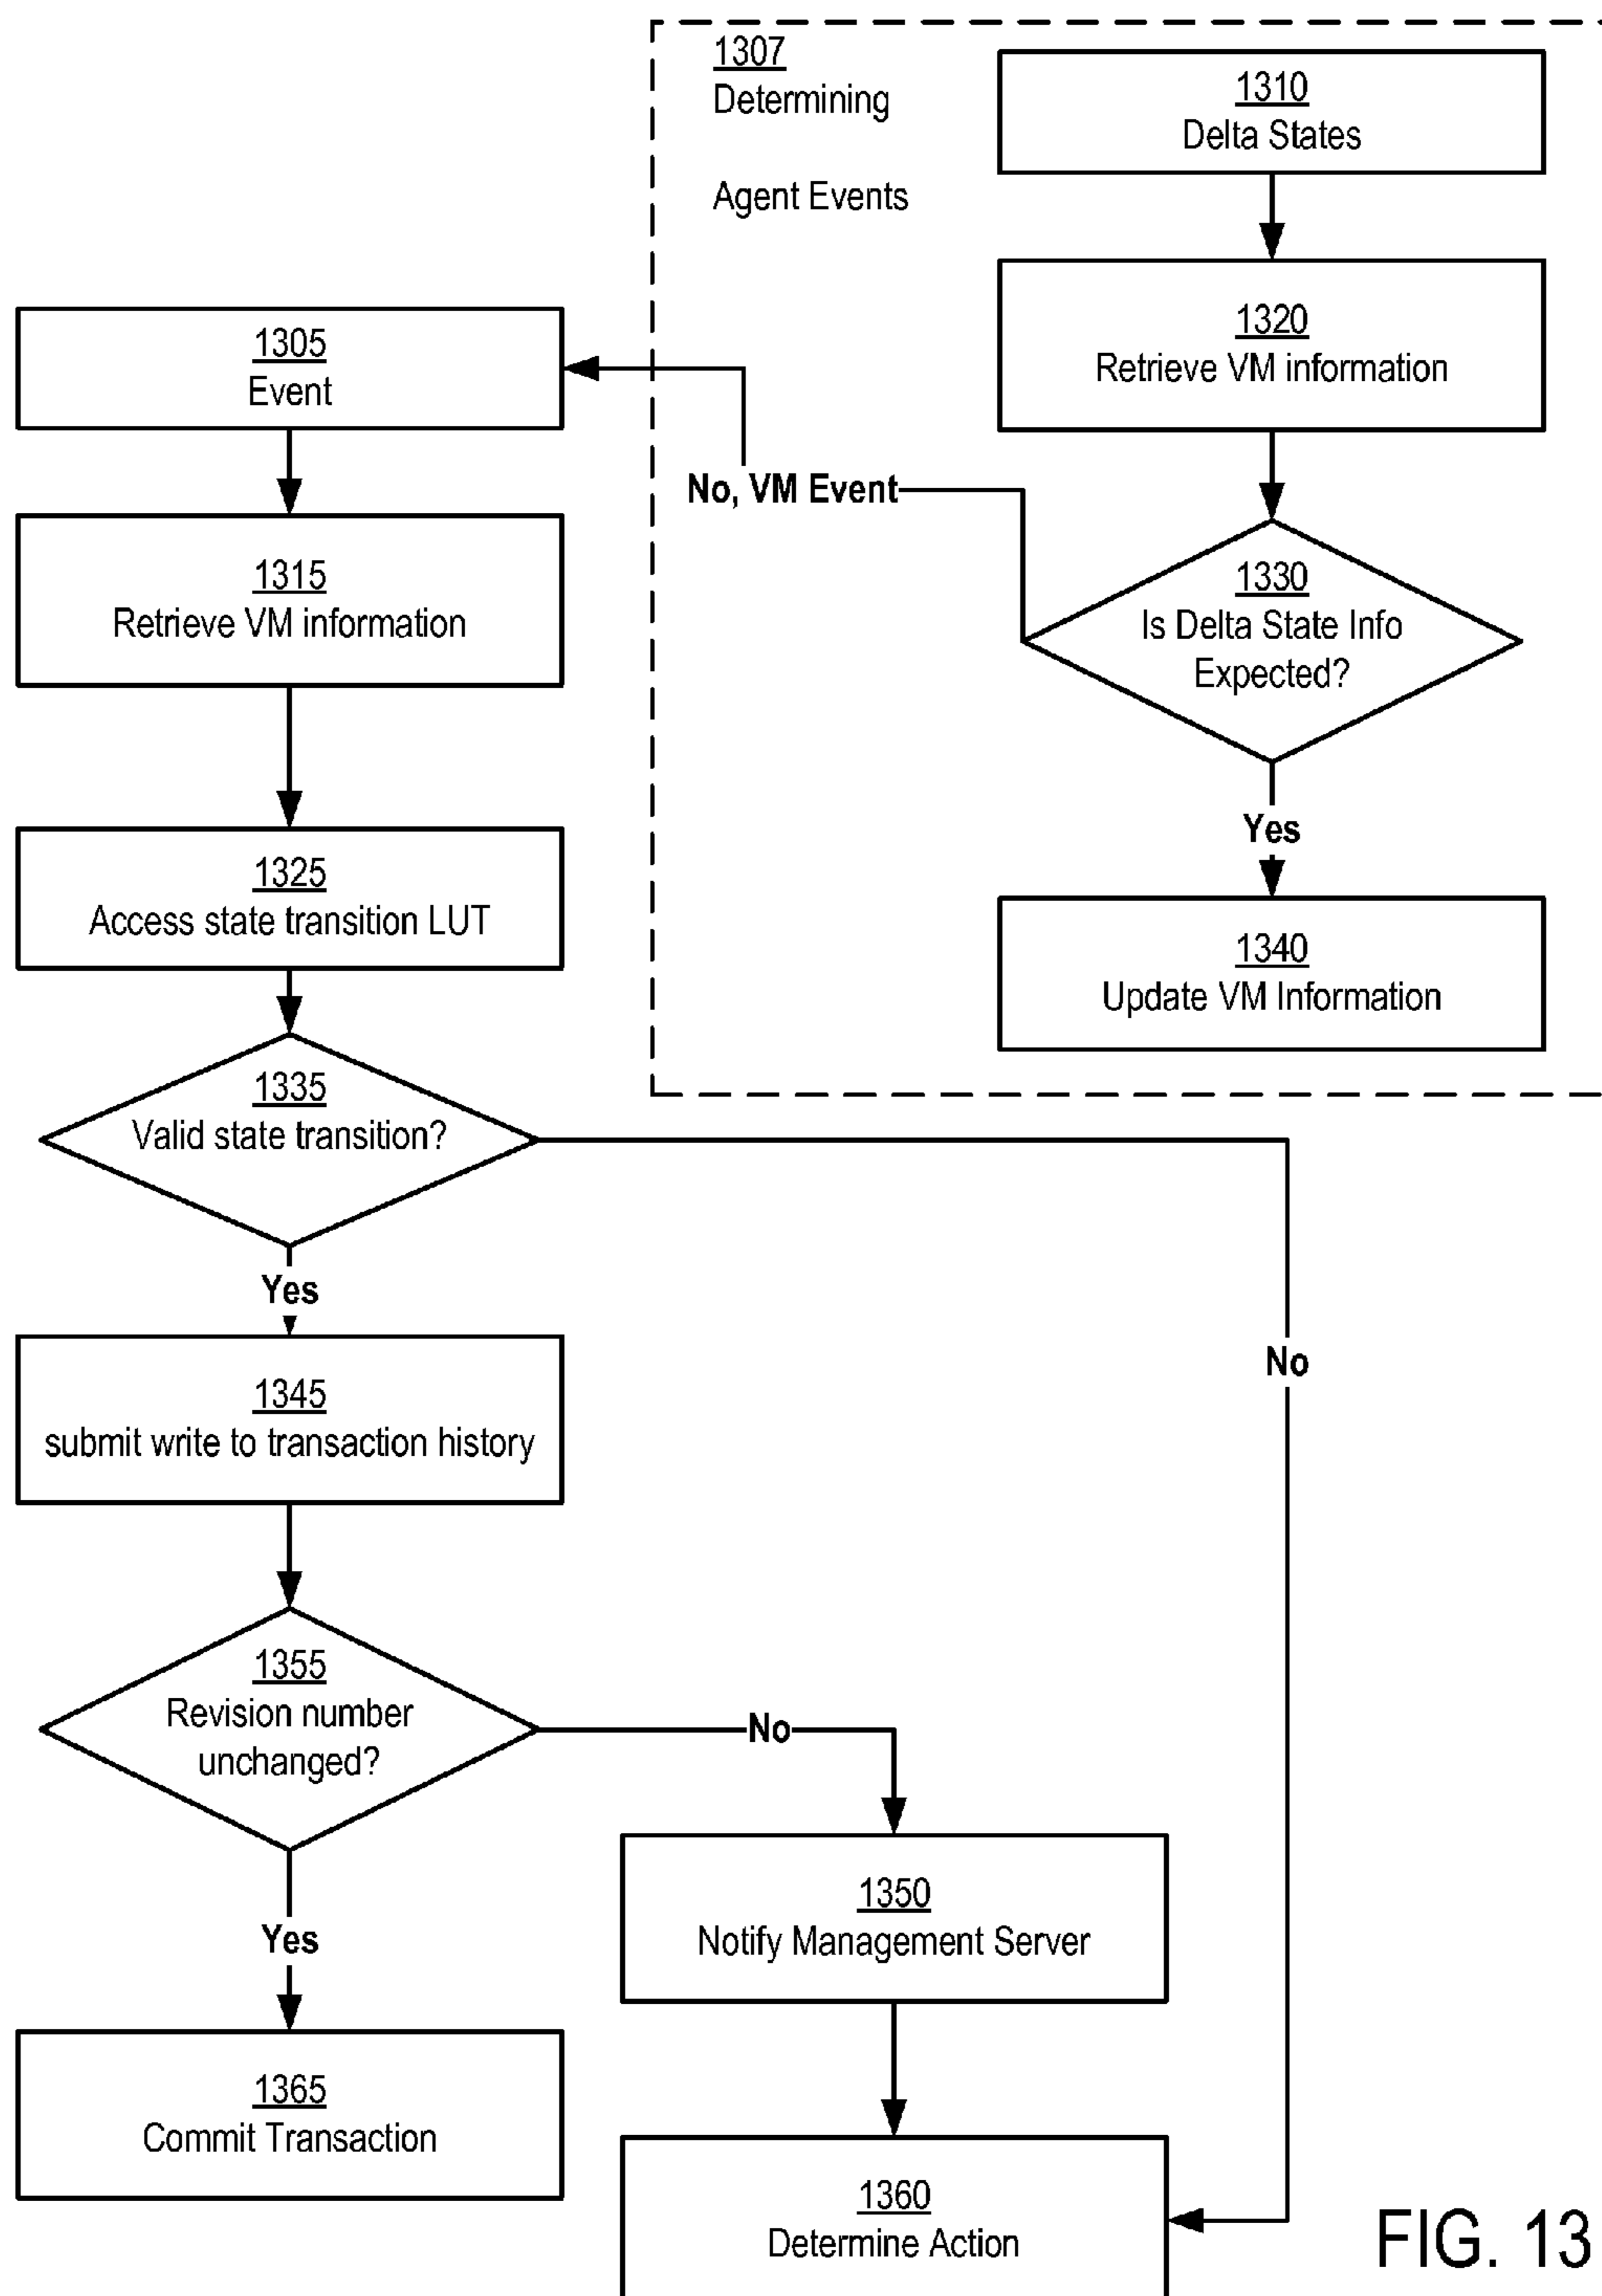 1307
Determining
Agent Events
1310
Delta States
1320
Retrieve VM information
1305
Event
No, VM Event
1330
Is Delta State Info
Expected?
1315
Retrieve VM information
Yes
1325
Access state transition LUT
1340
Update VM Information
1335
Valid state transition?
Yes
No
1345
submit write to transaction history
1355
Revision number
unchanged?
No
1350
Notify Management Server
Yes
1365
Commit Transaction
1360
Determine Action
FIG. 13